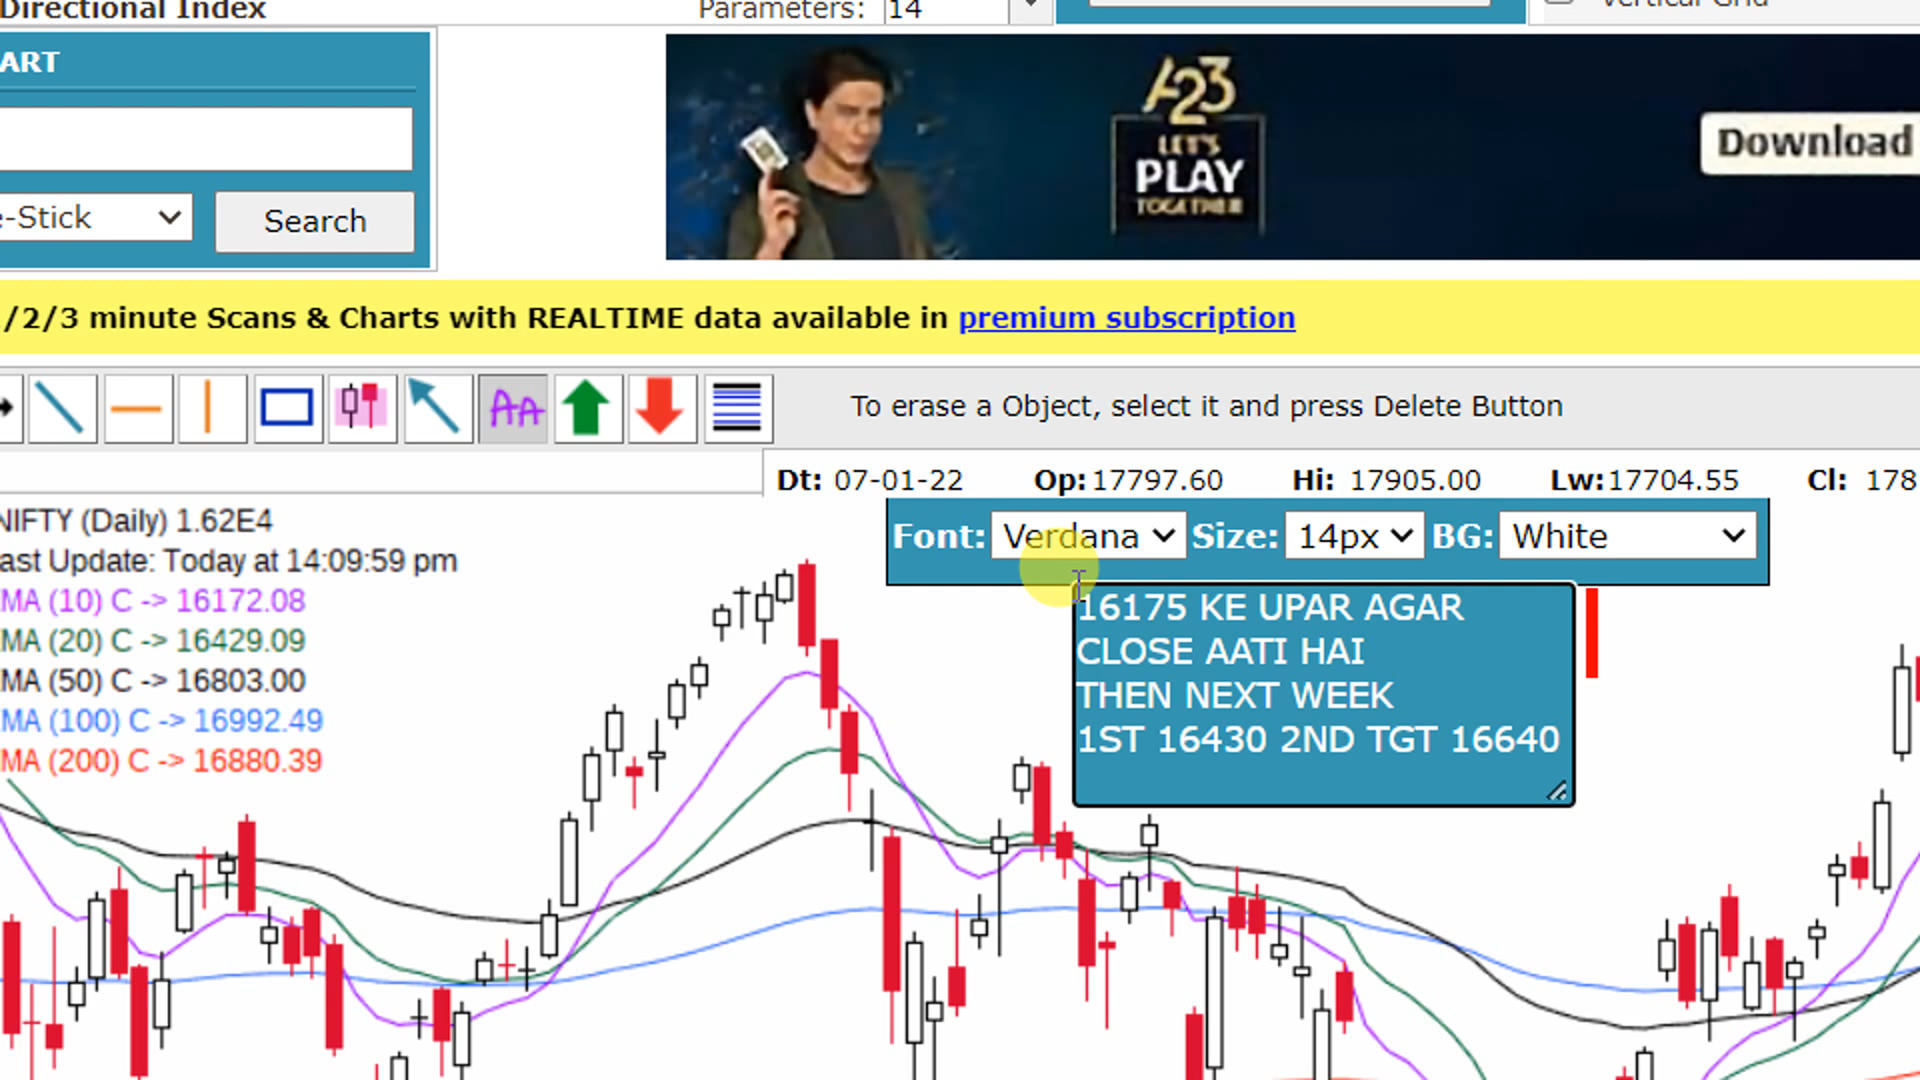 Directional Index
Parameters: 14
Vertical Grid
ART
-Stick
Search
A23
LET'S
PLAY
TOGETHER
Download
/2/3 minute Scans & Charts with REALTIME data available in premium subscription
AA
To erase a Object, select it and press Delete Button
Dt: 07-01-22 Op:17797.60 Hi: 17905.00 Lw:17704.55 Cl: 178
NIFTY (Daily) 1.62E4
Font: Verdana Size: 14px BG: White
ast Update: Today at 14:09:59 pm
MA (10) C -> 16172.08
MA (20) C -> 16429.09
MA (50) C -> 16803.00
MA (100) C -> 16992.49
MA (200) C -> 16880.39
16175 KE UPAR AGAR
CLOSE AATI HAI
THEN NEXT WEEK
1ST 16430 2ND TGT 16640